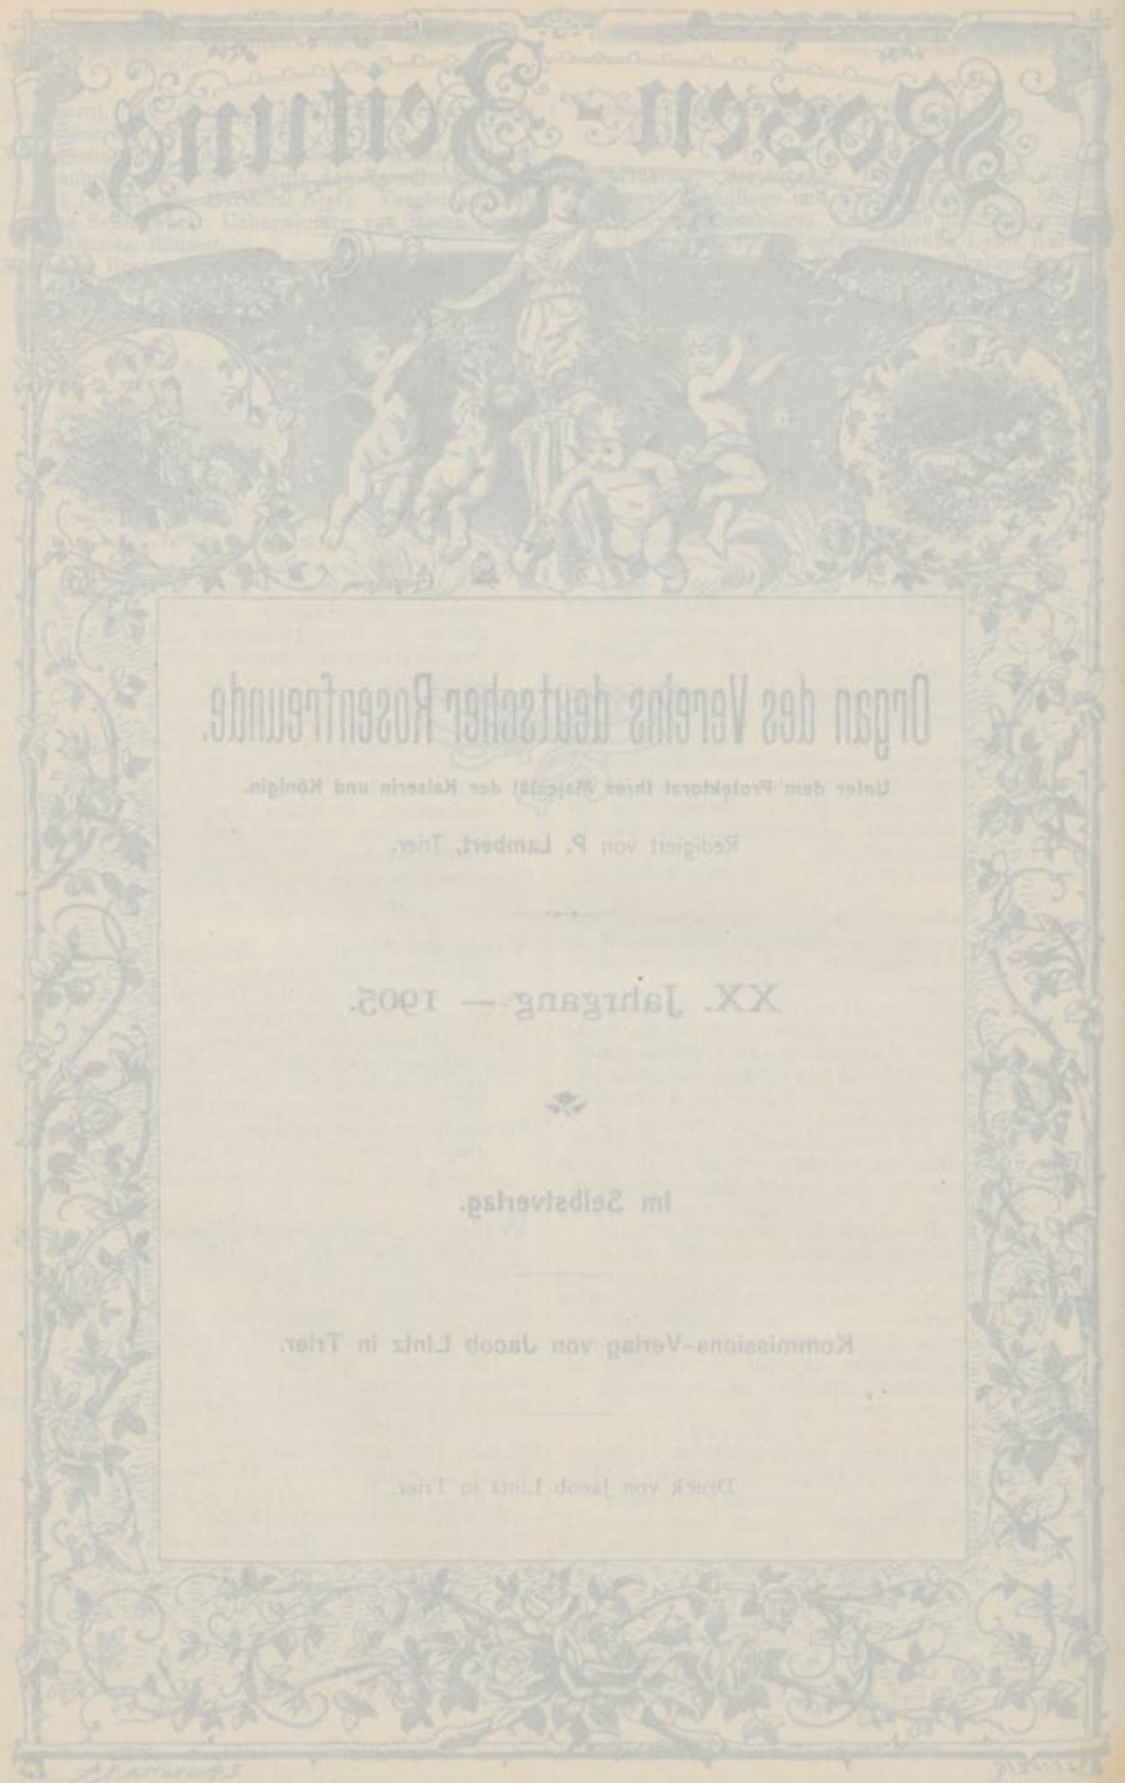 Rosen-Zeitung.
Organ des Vereins deutscher Rosenfreunde.
Unter dem Protektorat Ihrer Majestät der Kaiserin und Königin.
Redigiert von P. Lambert, Trier.
XX. Jahrgang — 1905.
Im Selbstverlag.
Kommissions-Verlag von Jacob Lintz in Trier.
Druck von Jacob Lintz in Trier.